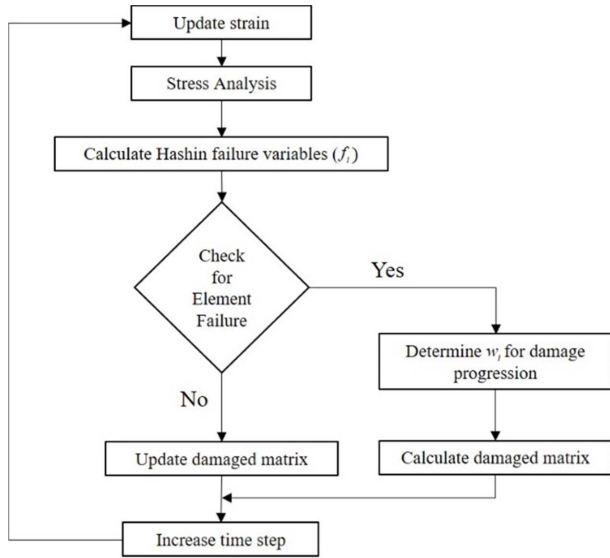 Update strain
Stress Analysis
Calculate Hashin failure variables (fᵢ)
Check
for
Element
Failure
Yes
Determine wᵢ for damage
progression
No
Update damaged matrix
Calculate damaged matrix
Increase time step